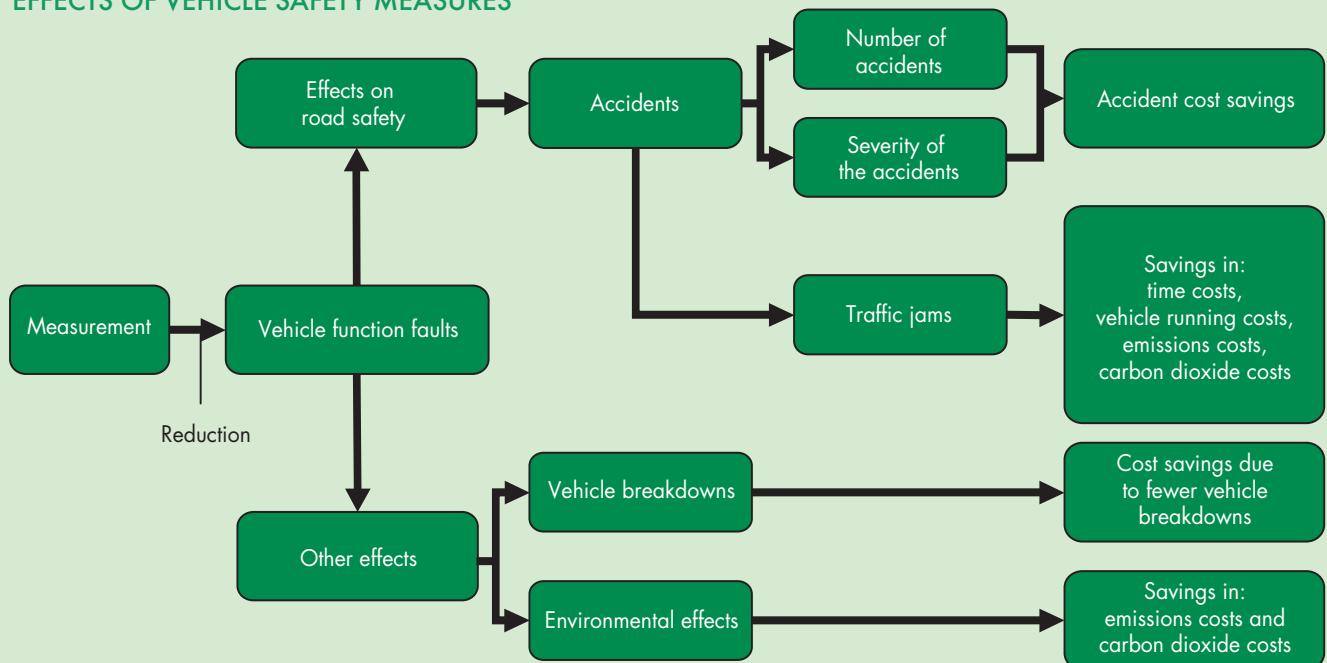 EFFECTS OF VEHICLE SAFETY MEASURES
Number of
accidents
Effects on
road safety
Accidents
Accident cost savings
Severity of
the accidents
Savings in:
time costs,
vehicle running costs,
emissions costs,
carbon dioxide costs
Measurement
Vehicle function faults
Traffic jams
Reduction
Vehicle breakdowns
Cost savings due
to fewer vehicle
breakdowns
Other effects
Environmental effects
Savings in:
emissions costs and
carbon dioxide costs